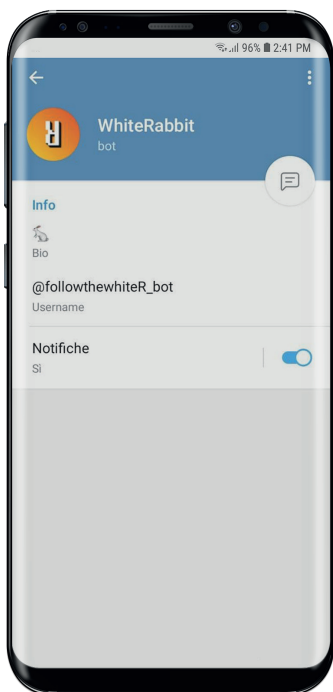 96% 2:41 PM
WhiteRabbit
bot
Info
🐇
Bio
@followthewhiteR_bot
Username
Notifiche
Sì